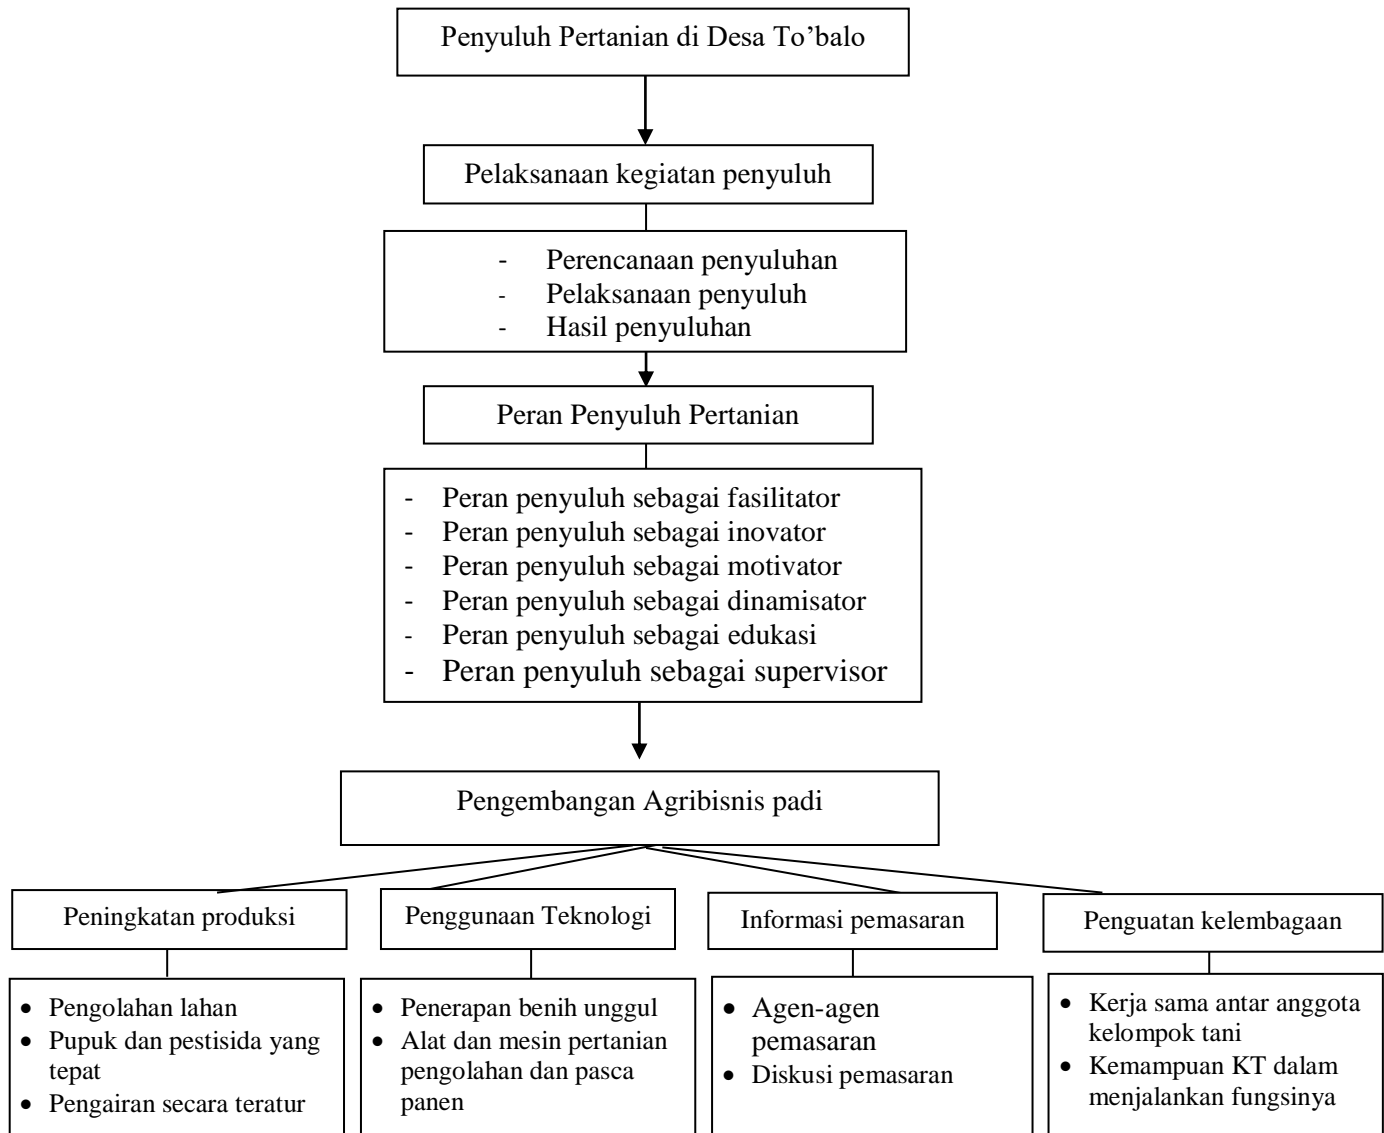 Penyuluh Pertanian di Desa To’balo
Pelaksanaan kegiatan penyuluh
- Perencanaan penyuluhan
- Pelaksanaan penyuluh
- Hasil penyuluhan
Peran Penyuluh Pertanian
- Peran penyuluh sebagai fasilitator
- Peran penyuluh sebagai inovator
- Peran penyuluh sebagai motivator
- Peran penyuluh sebagai dinamisator
- Peran penyuluh sebagai edukasi
- Peran penyuluh sebagai supervisor
Pengembangan Agribisnis padi
Peningkatan produksi
• Pengolahan lahan
• Pupuk dan pestisida yang
tepat
• Pengairan secara teratur
Penggunaan Teknologi
• Penerapan benih unggul
• Alat dan mesin pertanian
pengolahan dan pasca
panen
Informasi pemasaran
• Agen-agen
pemasaran
• Diskusi pemasaran
Penguatan kelembagaan
• Kerja sama antar anggota
kelompok tani
• Kemampuan KT dalam
menjalankan fungsinya